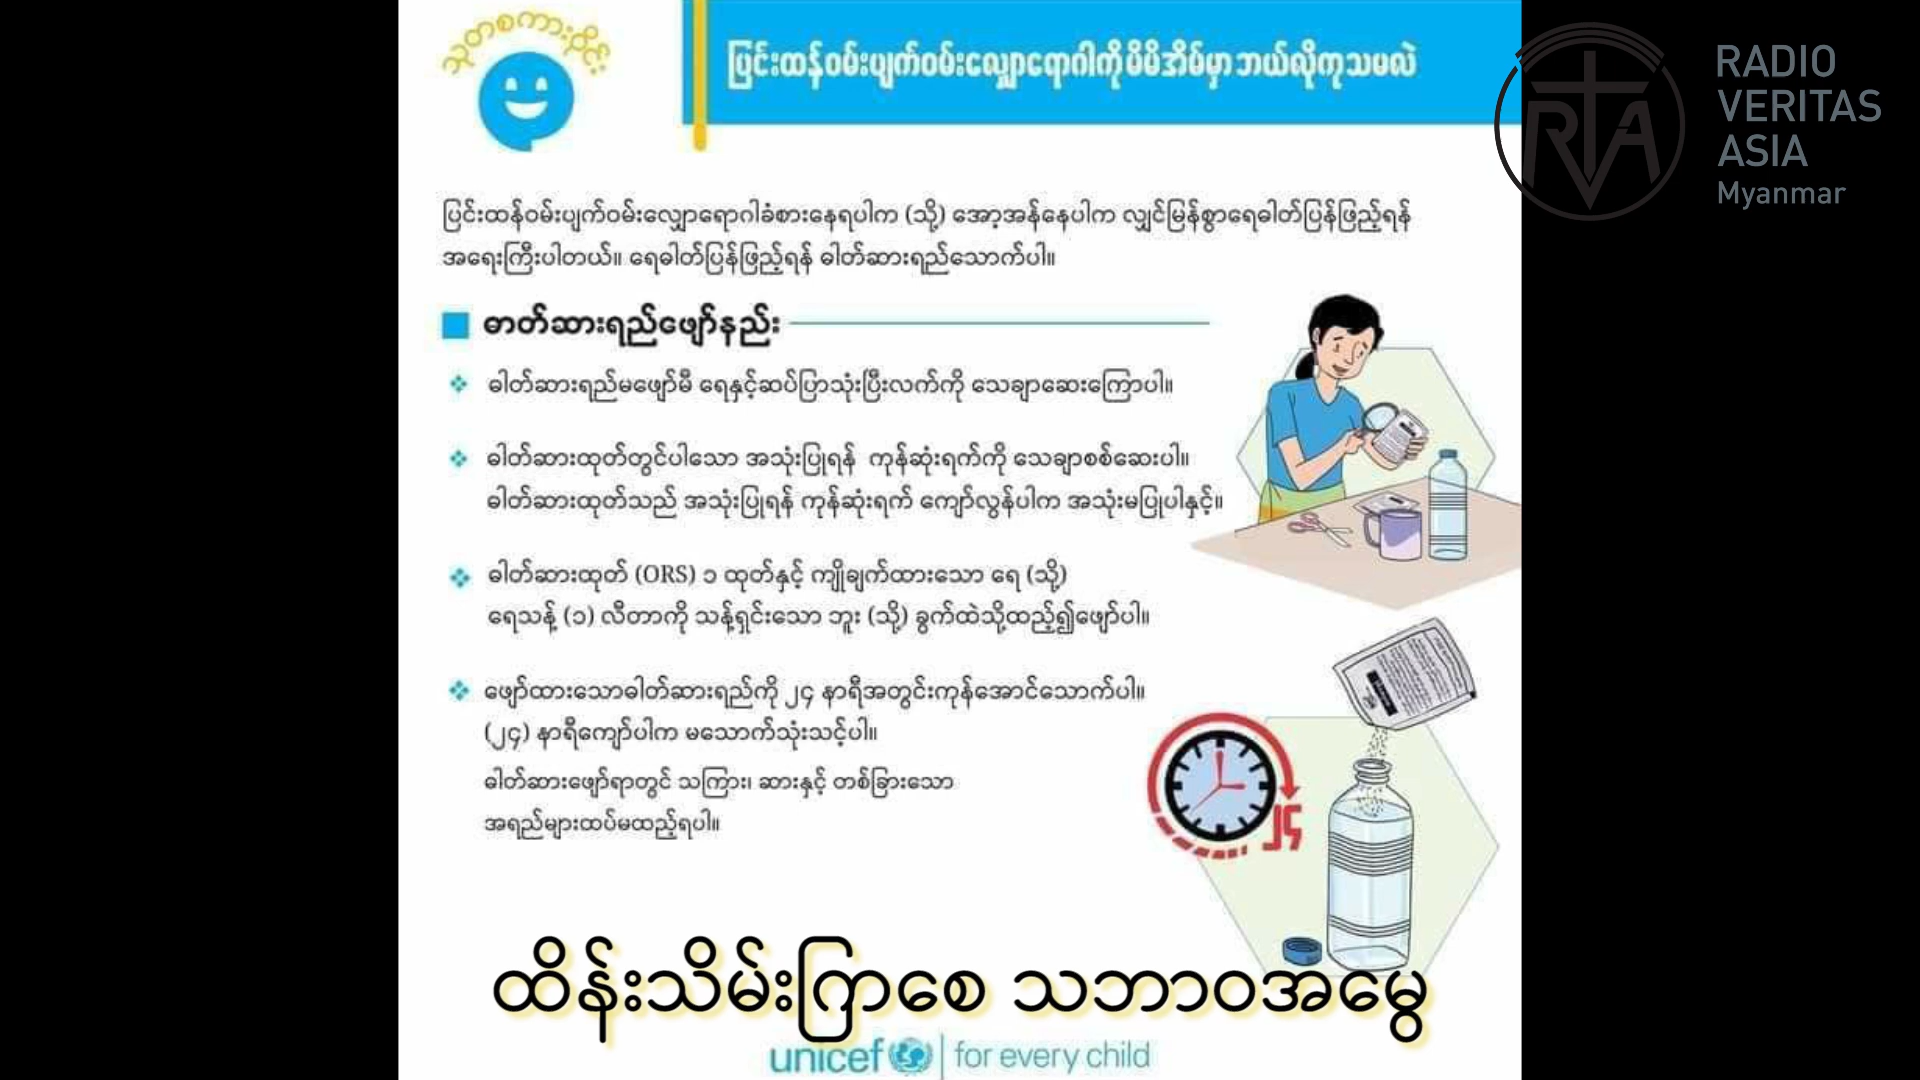 သုတစကားဝိုင်း
ပြင်းထန်ဝမ်းပျက်ဝမ်းလျှောရောဂါကို မိမိအိမ်မှာ ဘယ်လိုကုသမလဲ
RADIO
VERITAS
ASIA
Myanmar
RVA
ပြင်းထန်ဝမ်းပျက်ဝမ်းလျှောရောဂါခံစားနေရပါက (သို့) အော့အန်နေပါက လျှင်မြန်စွာရေဓါတ်ပြန်ဖြည့်ရန်
အရေးကြီးပါတယ်။ ရေဓါတ်ပြန်ဖြည့်ရန် ဓါတ်ဆားရည်သောက်ပါ။
ဓာတ်ဆားရည်ဖျော်နည်း
ဓါတ်ဆားရည်မဖျော်မီ ရေနှင့်ဆပ်ပြာသုံးပြီးလက်ကို သေချာဆေးကြောပါ။
ဓါတ်ဆားထုတ်တွင်ပါသော အသုံးပြုရန် ကုန်ဆုံးရက်ကို သေချာစစ်ဆေးပါ။
ဓါတ်ဆားထုတ်သည် အသုံးပြုရန် ကုန်ဆုံးရက် ကျော်လွန်ပါက အသုံးမပြုပါနှင့်။
ဓါတ်ဆားထုတ် (ORS) ၁ ထုတ်နှင့် ကျိုချက်ထားသော ရေ (သို့)
ရေသန့် (၁) လီတာကို သန့်ရှင်းသော ဘူး (သို့) ခွက်ထဲသို့ထည့်၍ဖျော်ပါ။
ဖျော်ထားသောဓါတ်ဆားရည်ကို ၂၄ နာရီအတွင်းကုန်အောင်သောက်ပါ။
(၂၄) နာရီကျော်ပါက မသောက်သုံးသင့်ပါ။
ဓါတ်ဆားဖျော်ရာတွင် သကြား၊ ဆားနှင့် တစ်ခြားသော
အရည်များထပ်မထည့်ရပါ။
၂၄
ထိန်းသိမ်းကြာစေ သဘာဝအမွေ
unicef for every child